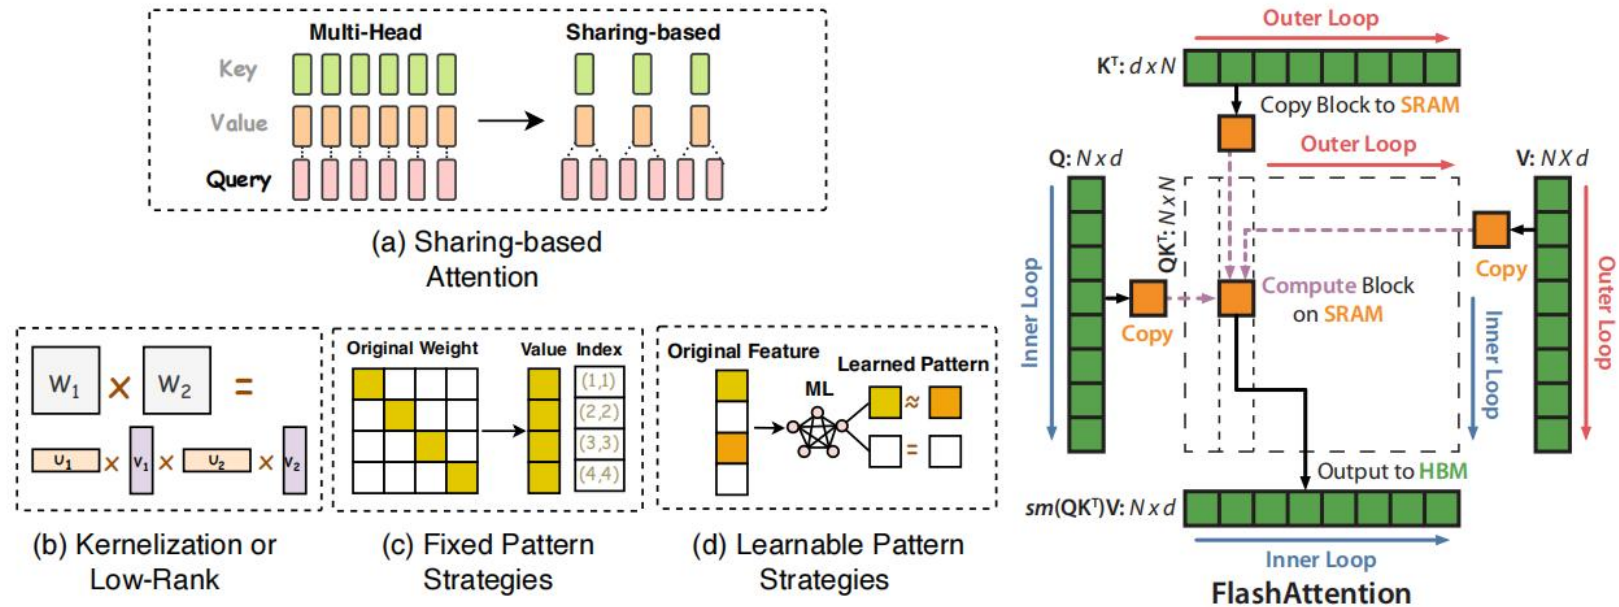 Multi-Head
Sharing-based
Key
Value
Query
(a) Sharing-based
Attention
W1 × W2 =
U1 × V1 × U2 × V2
(b) Kernelization or
Low-Rank
Original Weight
Value
Index
(1,1)
(2,2)
(3,3)
(4,4)
(c) Fixed Pattern
Strategies
Original Feature
Learned Pattern
ML
≈
=
(d) Learnable Pattern
Strategies
Outer Loop
Kᵀ: d x N
Copy Block to SRAM
Outer Loop
Q: N x d
V: N X d
QKᵀ: N x N
Inner Loop
Copy
Compute Block
on SRAM
Copy
Inner Loop
Outer Loop
Output to HBM
sm(QKᵀ)V: N x d
Inner Loop
FlashAttention